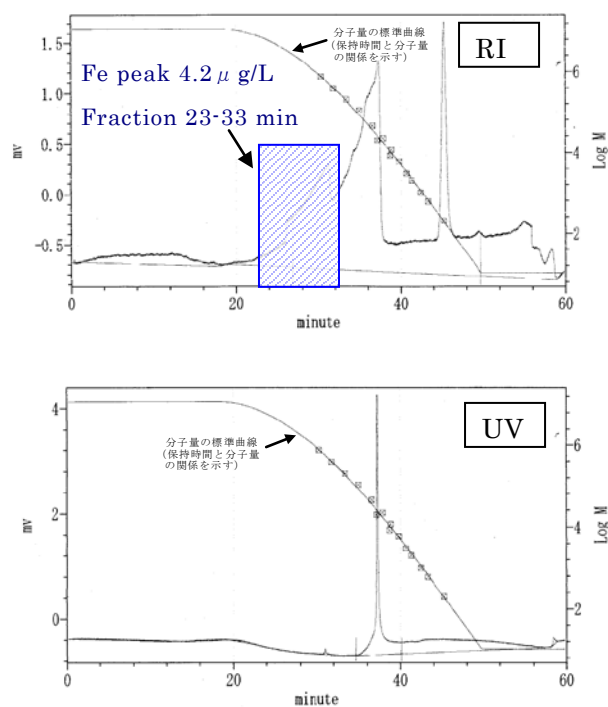 分子量の標準曲線
(保持時間と分子量
の関係を示す)
RI
Fe peak 4.2 μ g/L
Fraction 23-33 min
1.5
1.0
0.5
0.0
-0.5
mv
6
4
2
Log M
0
20
40
60
minute
分子量の標準曲線
(保持時間と分子量
の関係を示す)
UV
4
2
0
mv
6
4
2
Log M
0
20
40
60
minute